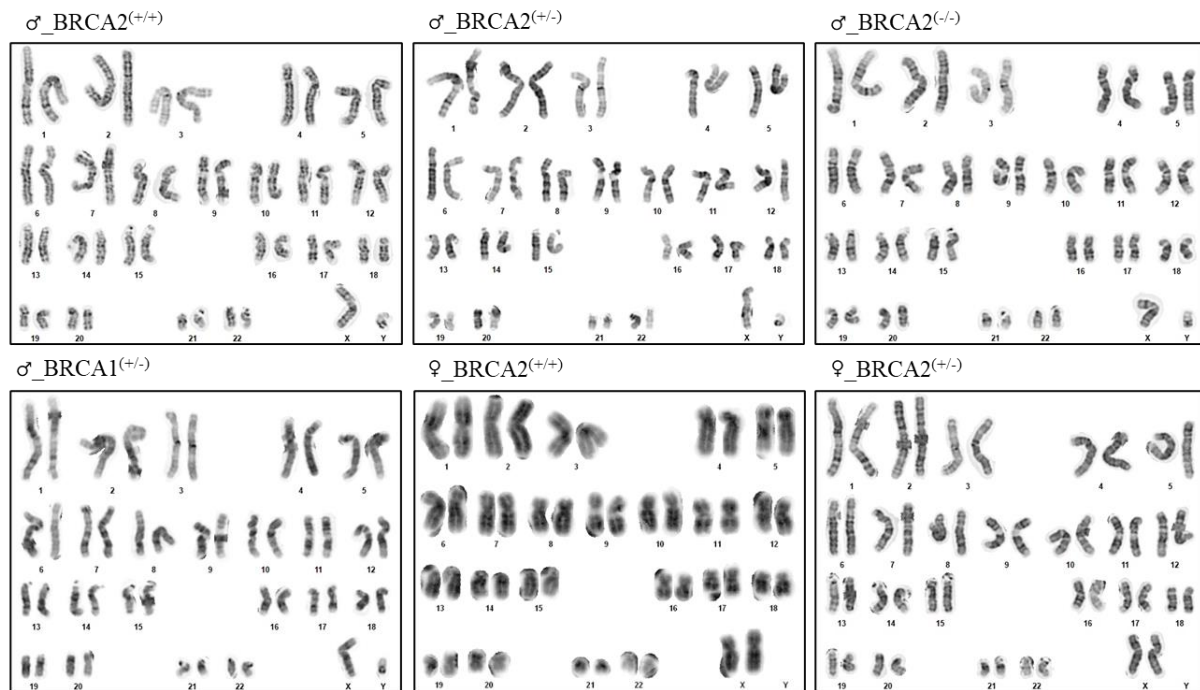 ♂_BRCA2(+/+)
1 2 3 4 5
6 7 8 9 10 11 12
13 14 15 16 17 18
19 20 21 22 X Y
♂_BRCA2(+/-)
1 2 3 4 5
6 7 8 9 10 11 12
13 14 15 16 17 18
19 20 21 22 X Y
♂_BRCA2(-/-)
1 2 3 4 5
6 7 8 9 10 11 12
13 14 15 16 17 18
19 20 21 22 X Y
♂_BRCA1(+/-)
1 2 3 4 5
6 7 8 9 10 11 12
13 14 15 16 17 18
19 20 21 22 X Y
♀_BRCA2(+/+)
1 2 3 4 5
6 7 8 9 10 11 12
13 14 15 16 17 18
19 20 21 22 X Y
♀_BRCA2(+/-)
1 2 3 4 5
6 7 8 9 10 11 12
13 14 15 16 17 18
19 20 21 22 X Y